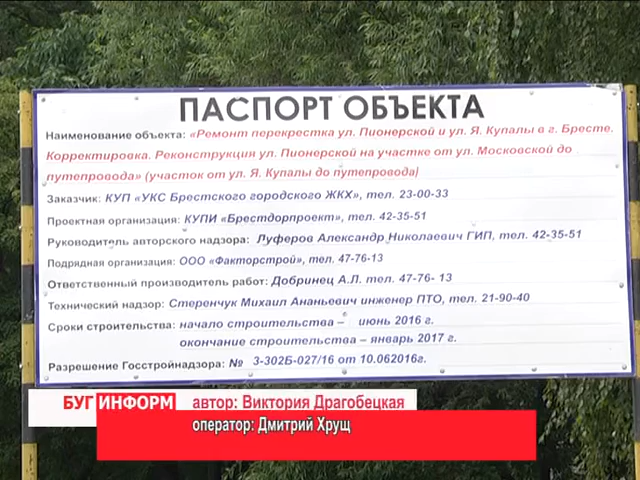 ПАСПОРТ ОБЪЕКТА
Наименование объекта: «Ремонт перекрестка ул. Пионерской и ул. Я. Купалы в г. Бресте.
Корректировка. Реконструкция ул. Пионерской на участке от ул. Московской до
путепровода» (участок от ул. Я. Купалы до путепровода)
Заказчик: КУП «УКС Брестского городского ЖКХ», тел. 23-00-33
Проектная организация: КУПИ «Брестдорпроект», тел. 42-35-51
Руководитель авторского надзора: Луферов Александр Николаевич ГИП, тел. 42-35-51
Подрядная организация: ООО «Факторстрой», тел. 47-76-13
Ответственный производитель работ: Добринец А.Л. тел. 47-76- 13
Технический надзор: Стеренчук Михаил Ананьевич инженер ПТО, тел. 21-90-40
Сроки строительства: начало строительства – июнь 2016 г.
окончание строительства – январь 2017 г.
Разрешение Госстройнадзора: № 3-302Б-027/16 от 10.062016г.
БУГ ИНФОРМ автор: Виктория Драгобецкая
оператор: Дмитрий Хрущ